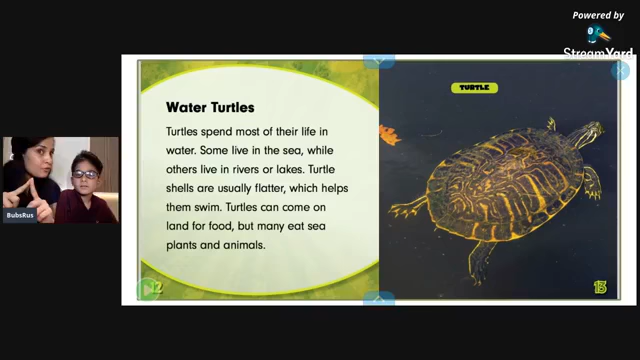 Powered by
StreamYard
TURTLE
Water Turtles
Turtles spend most of their life in
water. Some live in the sea, while
others live in rivers or lakes. Turtle
shells are usually flatter, which helps
them swim. Turtles can come on
land for food, but many eat sea
plants and animals.
BubsRus
12
13